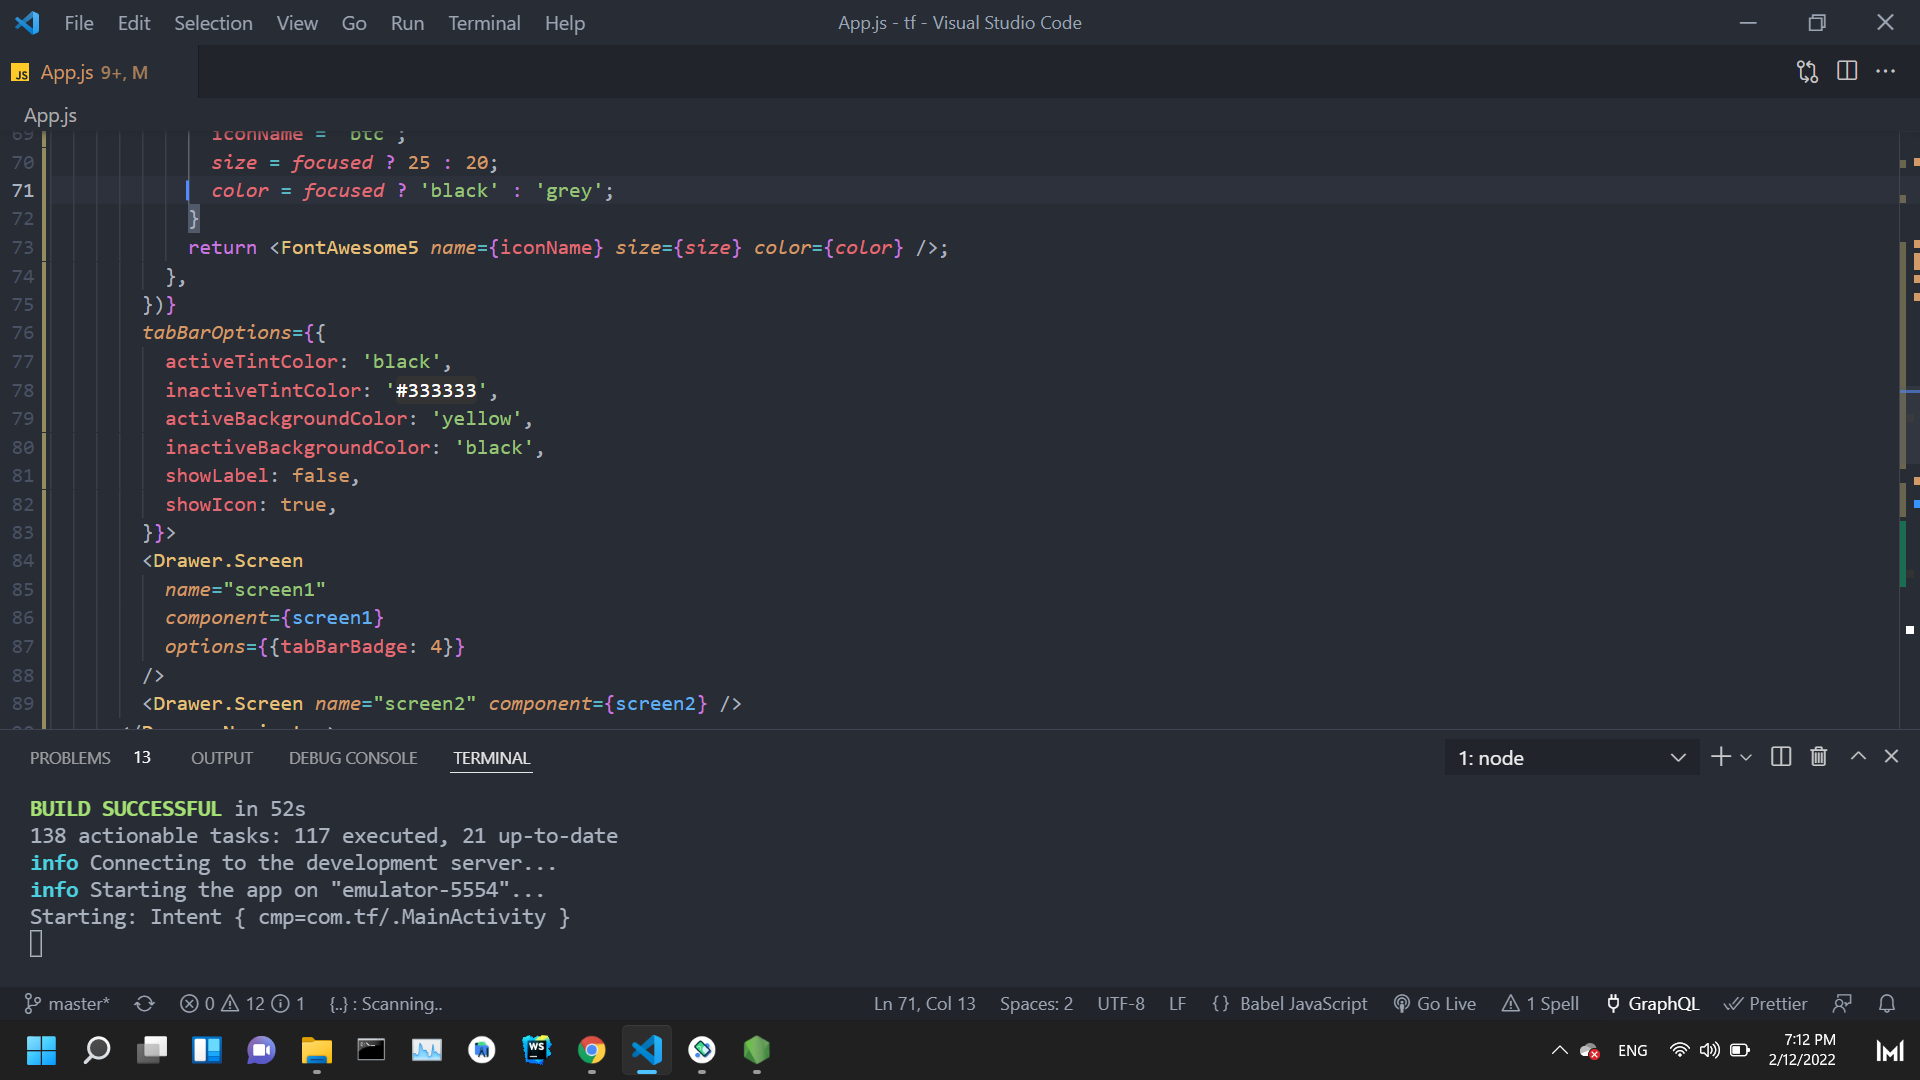 File Edit Selection View Go Run Terminal Help App.js - tf - Visual Studio Code
JS App.js 9+, M
App.js
69 iconName = 'btc';
70 size = focused ? 25 : 20;
71 color = focused ? 'black' : 'grey';
72 }
73 return <FontAwesome5 name={iconName} size={size} color={color} />;
74 },
75 })}
76 tabBarOptions={{
77 activeTintColor: 'black',
78 inactiveTintColor: '#333333',
79 activeBackgroundColor: 'yellow',
80 inactiveBackgroundColor: 'black',
81 showLabel: false,
82 showIcon: true,
83 }}>
84 <Drawer.Screen
85 name="screen1"
86 component={screen1}
87 options={{tabBarBadge: 4}}
88 />
89 <Drawer.Screen name="screen2" component={screen2} />
PROBLEMS 13 OUTPUT DEBUG CONSOLE TERMINAL 1: node
BUILD SUCCESSFUL in 52s
138 actionable tasks: 117 executed, 21 up-to-date
info Connecting to the development server...
info Starting the app on "emulator-5554"...
Starting: Intent { cmp=com.tf/.MainActivity }
master* 0 12 1 {..} : Scanning.. Ln 71, Col 13 Spaces: 2 UTF-8 LF {} Babel JavaScript Go Live 1 Spell GraphQL Prettier
WS ENG 7:12 PM
2/12/2022